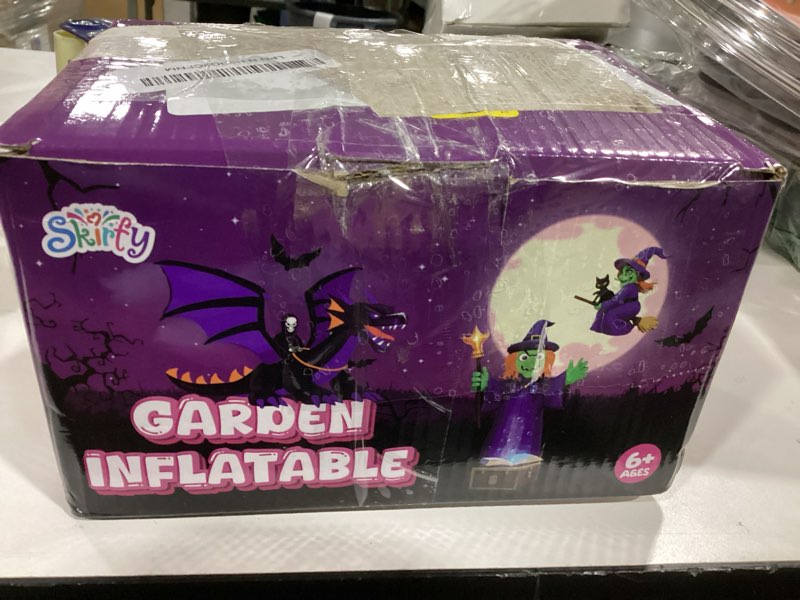 Skirfy
GARDEN
INFLATABLE
6+
AGES